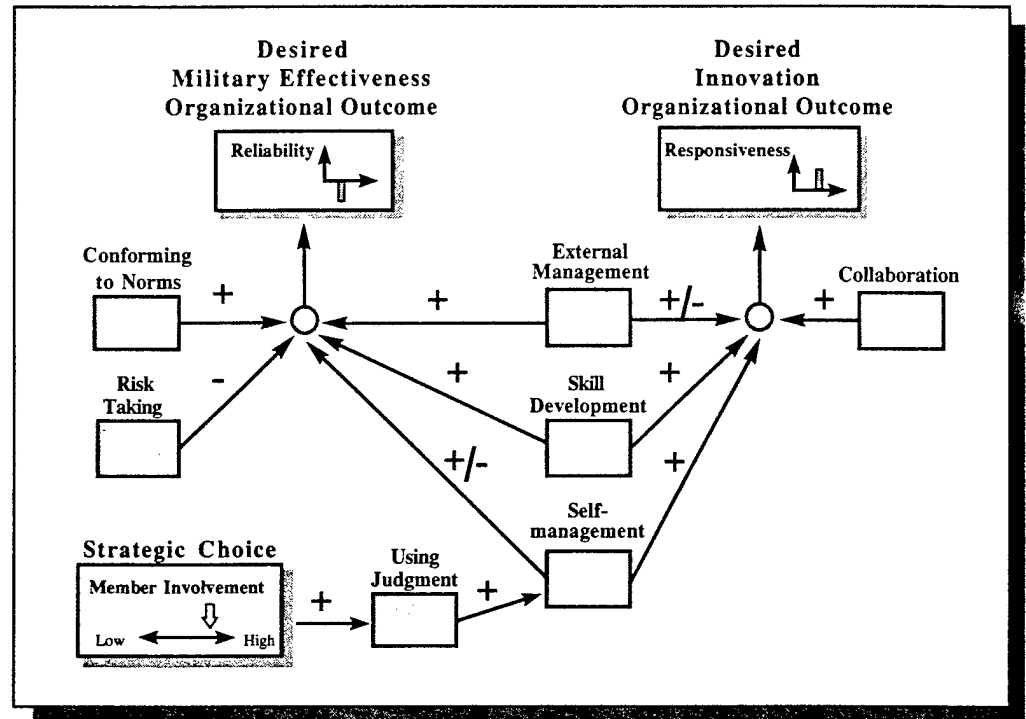 Desired
Military Effectiveness
Organizational Outcome
Desired
Innovation
Organizational Outcome
Reliability
Responsiveness
Conforming
to Norms
External
Management
Collaboration
+
+
+/-
+
Risk
Taking
-
Skill
Development
+
+
+/-
+
Self-
management
Strategic Choice
Member Involvement
Low
High
+
Using
Judgment
+